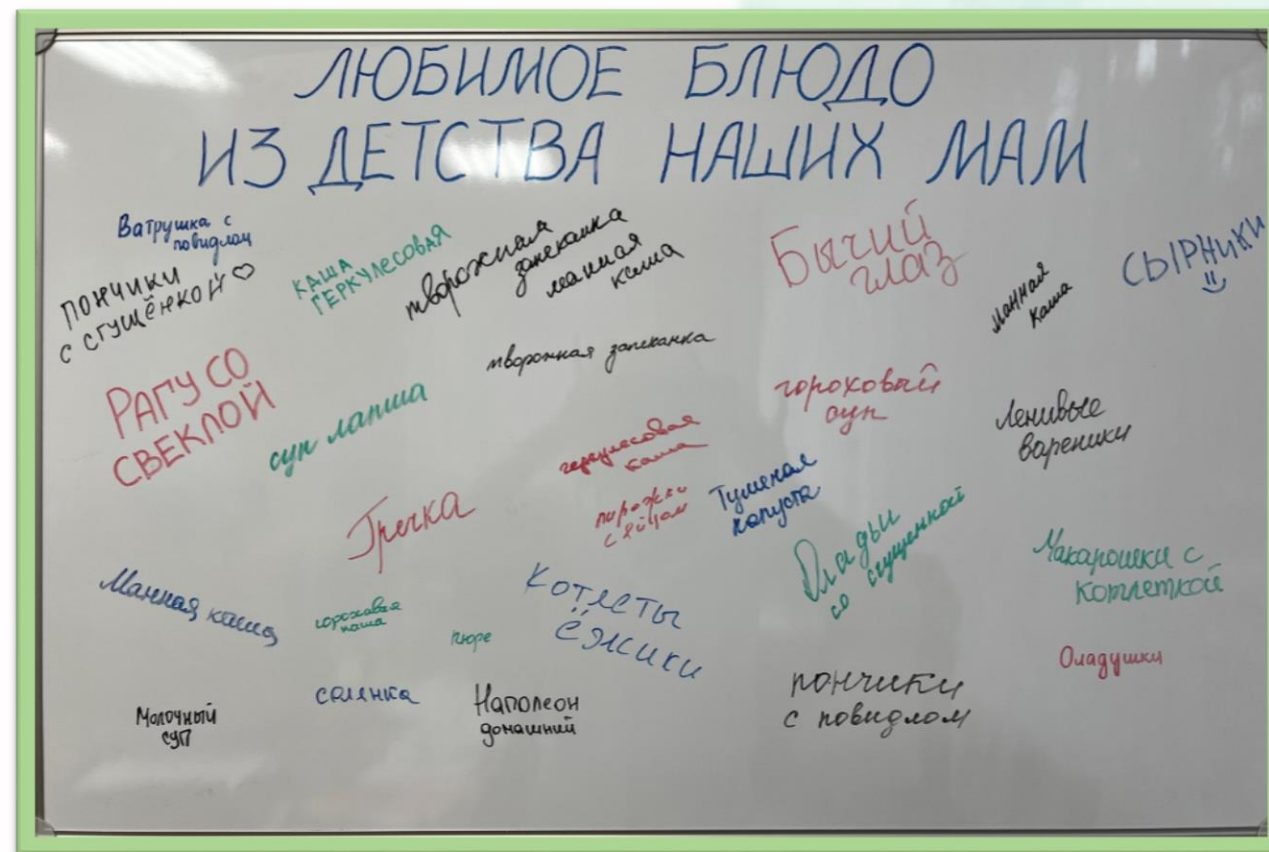 ЛЮБИМОЕ БЛЮДО
ИЗ ДЕТСТВА НАШИХ МАМ
Ватрушка с
повидлом
ПОНЧИКИ
С СГУЩЁНКОЙ ♡
КАША
ГЕРКУЛЕСОВАЯ
творожная
запеканка
манная
каша
Бычий
глаз
манная
каша
СЫРНИКИ
творожная запеканка
РАГУ СО
СВЕКЛОЙ
суп лапша
гороховый
суп
Ленивые
вареники
геркулесовая
каша
Гречка
пирожки
с яйцом
Тушеная
капуста
Оладьи
со сгущенкой
Макарошки с
котлеткой
Манная каша
гороховая
каша
пюре
Котлеты
ёжики
Оладушки
солянка
Наполеон
домашний
пончики
с повидлом
Молочный
суп